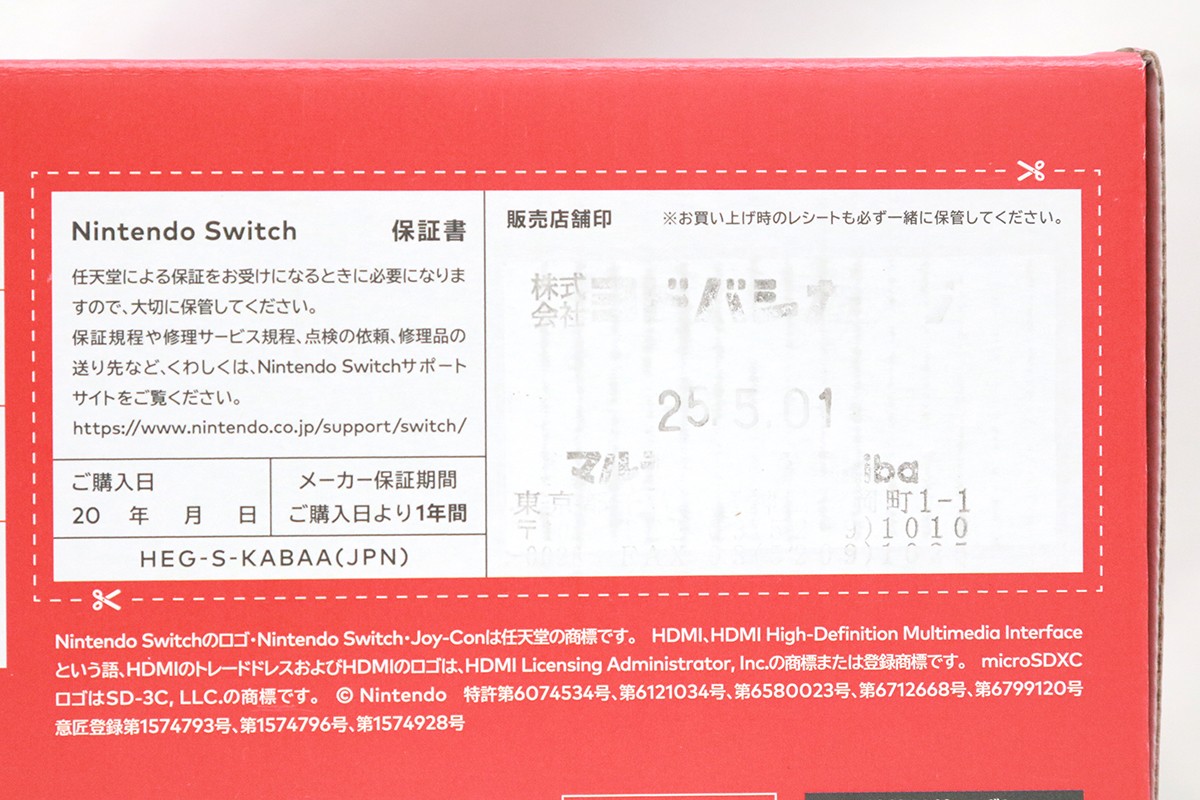 Nintendo Switch 保証書
任天堂による保証をお受けになるときに必要になりま
すので、大切に保管してください。
保証規程や修理サービス規程、点検の依頼、修理品の
送り先など、くわしくは、Nintendo Switchサポート
サイトをご覧ください。
https://www.nintendo.co.jp/support/switch/
ご購入日
20 年 月 日
メーカー保証期間
ご購入日より1年間
HEG-S-KABAA(JPN)
販売店舗印 ※お買い上げ時のレシートも必ず一緒に保管してください。
株式
会社
25.5.01
町1-1
1010
Nintendo Switchのロゴ・Nintendo Switch・Joy-Conは任天堂の商標です。 HDMI、HDMI High-Definition Multimedia Interface
という語、HDMIのトレードドレスおよびHDMIのロゴは、HDMI Licensing Administrator, Inc.の商標または登録商標です。 microSDXC
ロゴはSD-3C, LLC.の商標です。 © Nintendo 特許第6074534号、第6121034号、第6580023号、第6712668号、第6799120号
意匠登録第1574793号、第1574796号、第1574928号